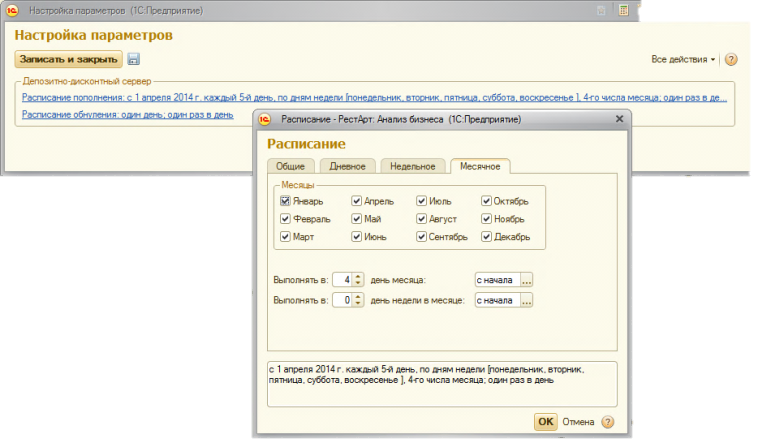 Настройка параметров (1С:Предприятие)
Настройка параметров
Записать и закрыть
Все действия
Депозитно-дисконтный сервер
Расписание пополнения: с 1 апреля 2014 г. каждый 5-й день, по дням недели [понедельник, вторник, пятница, суббота, воскресенье ], 4-го числа месяца; один раз в де...
Расписание обнуления: один день; один раз в день
Расписание - РестАрт: Анализ бизнеса (1С:Предприятие)
Расписание
Общие Дневное Недельное Месячное
Месяцы
Январь Апрель Июль Октябрь
Февраль Май Август Ноябрь
Март Июнь Сентябрь Декабрь
Выполнять в: 4 день месяца: с начала ...
Выполнять в: 0 день недели в месяце: с начала ...
с 1 апреля 2014 г. каждый 5-й день, по дням недели [понедельник, вторник,
пятница, суббота, воскресенье ], 4-го числа месяца; один раз в день
OK Отмена ?